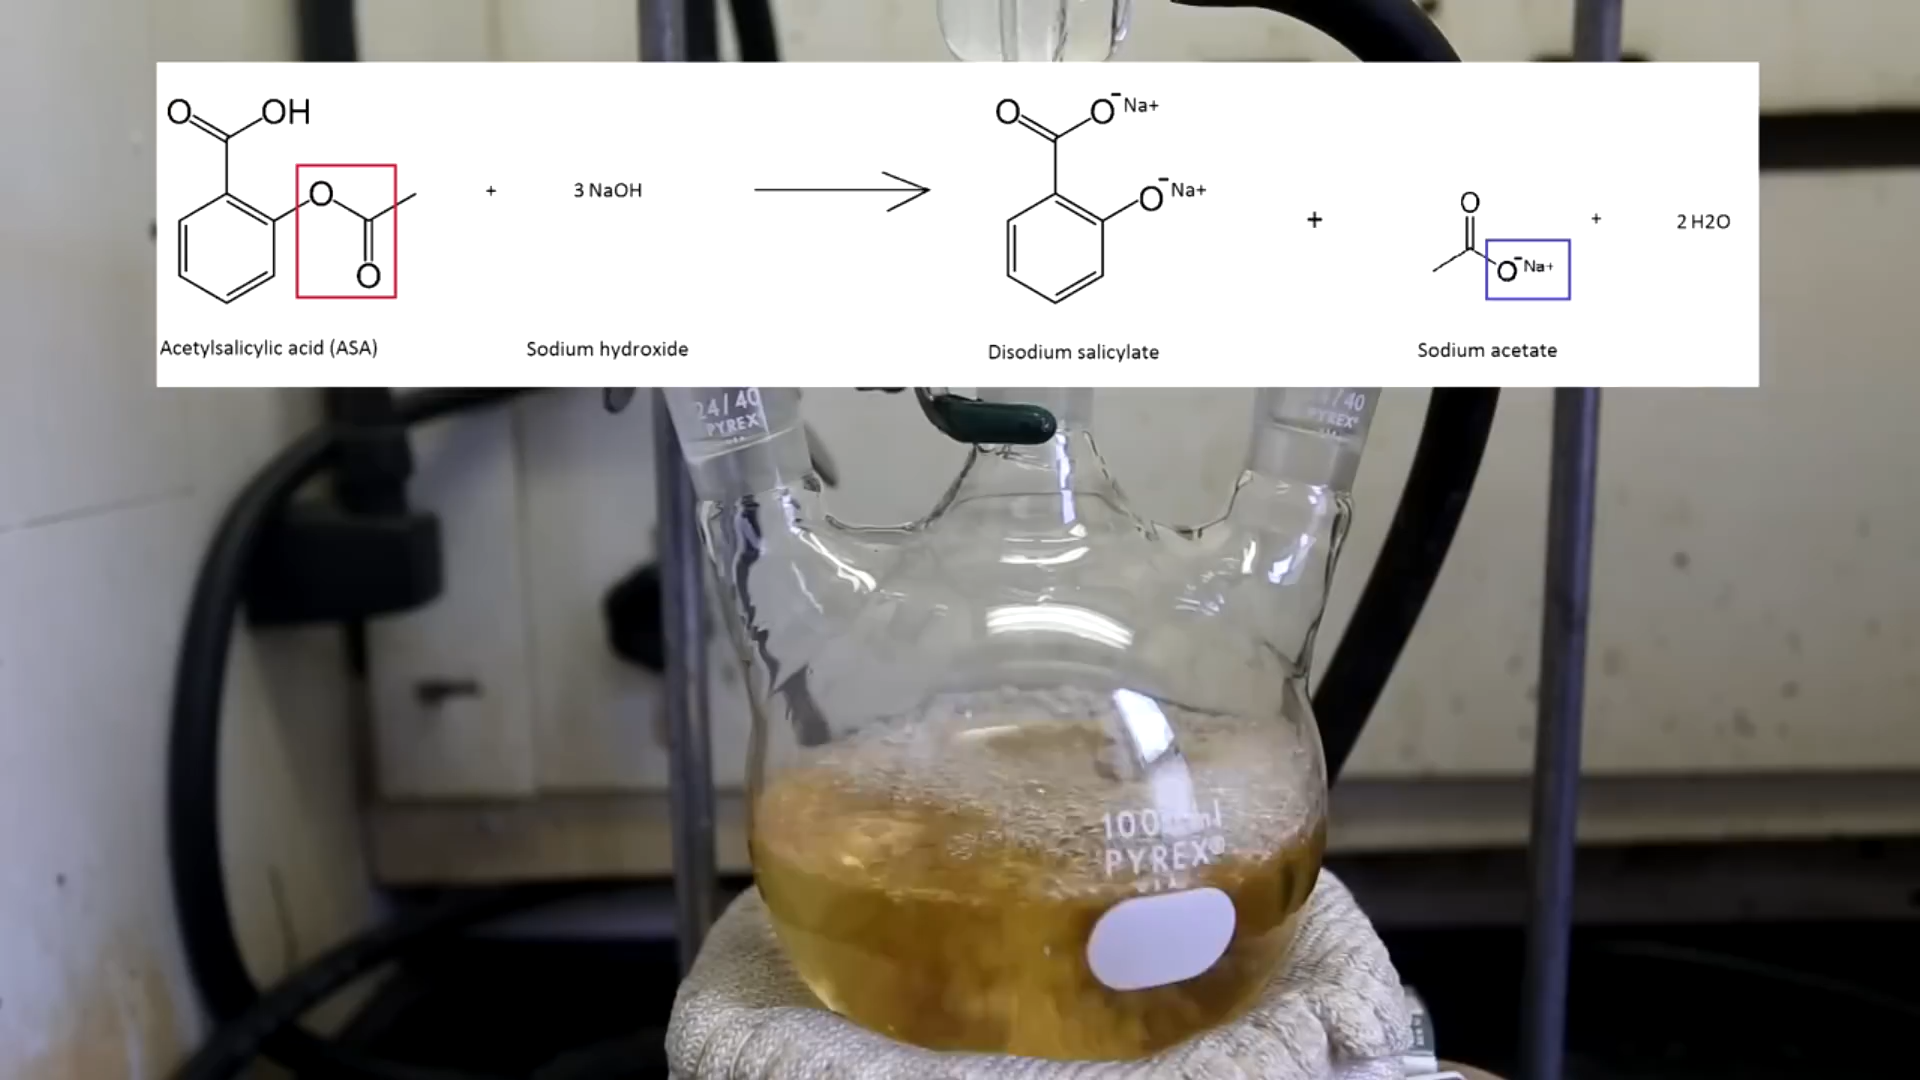 O OH
O
O
+ 3 NaOH
O O⁻ Na+
O⁻ Na+
+
O
O⁻ Na+
+ 2 H2O
Acetylsalicylic acid (ASA) Sodium hydroxide Disodium salicylate Sodium acetate
24/40
PYREX
/40
PYREX
ml
PYREX®